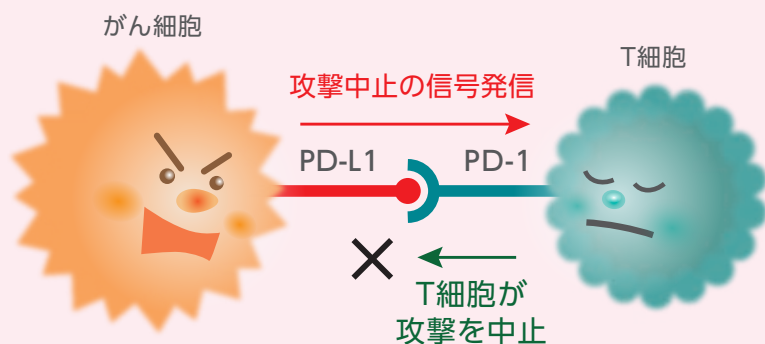 がん細胞
T細胞
攻撃中止の信号発信
PD-L1
PD-1
T細胞が
攻撃を中止